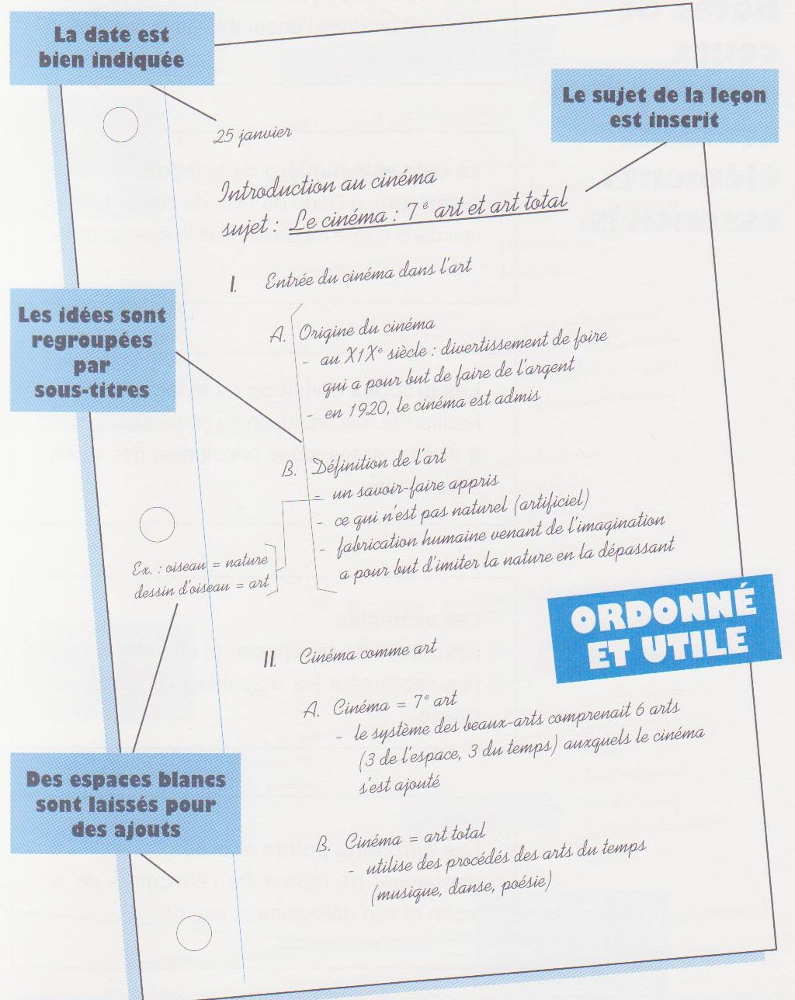 La date est
bien indiquée
Le sujet de la leçon
est inscrit
25 janvier
Introduction au cinéma
sujet : Le cinéma : 7e art et art total
I. Entrée du cinéma dans l'art
Les idées sont
regroupées
par
sous-titres
A. Origine du cinéma
- au X1Xe siècle : divertissement de foire
qui a pour but de faire de l'argent
- en 1920, le cinéma est admis
B. Définition de l'art
- un savoir-faire appris
- ce qui n'est pas naturel (artificiel)
- fabrication humaine venant de l'imagination
a pour but d'imiter la nature en la dépassant
Ex. : oiseau = nature
dessin d'oiseau = art
ORDONNÉ
ET UTILE
II. Cinéma comme art
A. Cinéma = 7e art
- le système des beaux-arts comprenait 6 arts
(3 de l'espace, 3 du temps) auxquels le cinéma
s'est ajouté
Des espaces blancs
sont laissés pour
des ajouts
B. Cinéma = art total
- utilise des procédés des arts du temps
(musique, danse, poésie)